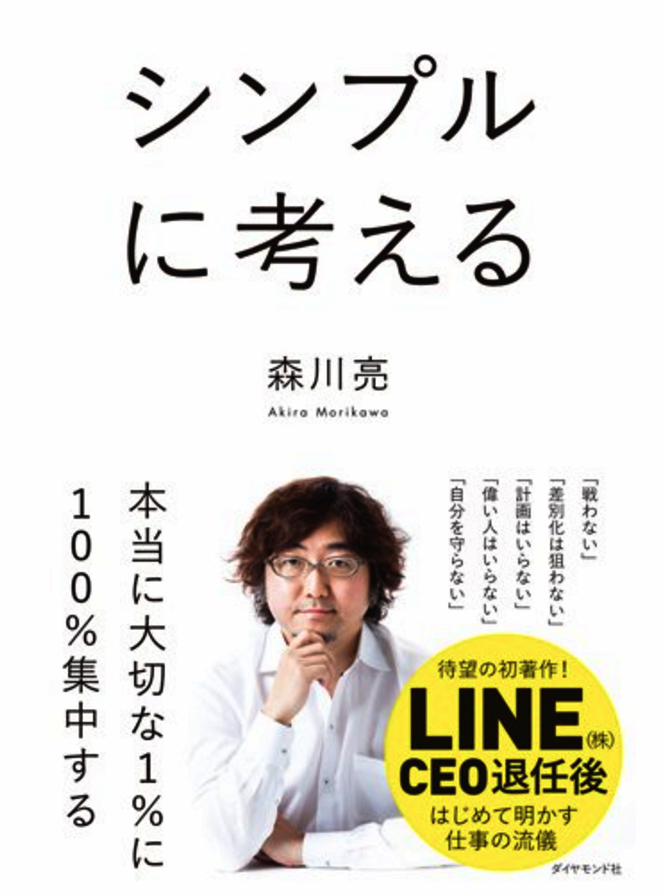 シンプル
に考える
森川亮
Akira Morikawa
「戦わない」
「差別化は狙わない」
「計画はいらない」
「偉い人はいらない」
「自分を守らない」
本当に大切な1%に
100%集中する
待望の初著作!
LINE㈱
CEO退任後
はじめて明かす
仕事の流儀
ダイヤモンド社